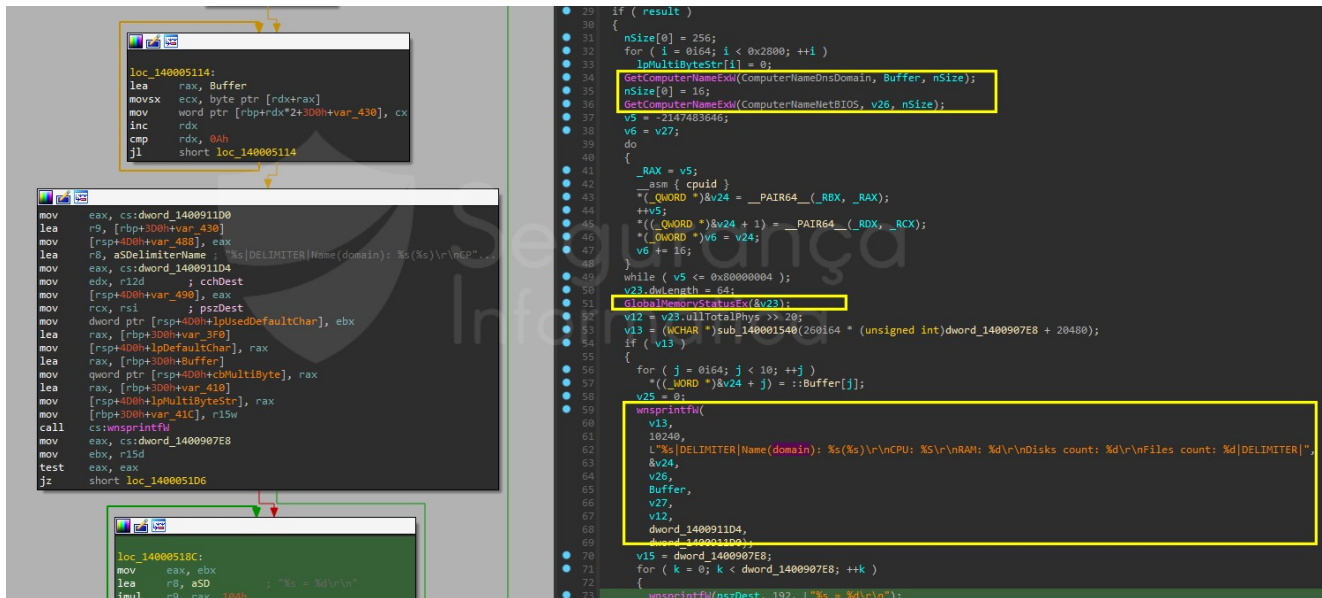 loc_140005114:
lea rax, Buffer
movsx ecx, byte ptr [rdx+rax]
mov word ptr [rbp+rdx*2+3D0h+var_430], cx
inc rdx
cmp rdx, 0Ah
jl short loc_140005114
mov eax, cs:dword_1400911D0
lea r9, [rbp+3D0h+var_430]
mov [rsp+4D0h+var_488], eax
lea r8, aSDelimiterName ; "%s|DELIMITER|Name(domain): %s(%s)\r\nCP"...
mov eax, cs:dword_1400911D4
mov edx, r12d ; cchDest
mov [rsp+4D0h+var_490], eax
mov rcx, rsi ; pszDest
mov dword ptr [rsp+4D0h+lpUsedDefaultChar], ebx
lea rax, [rbp+3D0h+var_3F0]
mov [rsp+4D0h+lpDefaultChar], rax
lea rax, [rbp+3D0h+Buffer]
mov qword ptr [rsp+4D0h+cbMultiByte], rax
lea rax, [rbp+3D0h+var_410]
mov [rsp+4D0h+lpMultiByteStr], rax
mov [rbp+3D0h+var_41C], r15w
call cs:wnsprintfW
mov eax, cs:dword_1400907E8
mov ebx, r15d
test eax, eax
jz short loc_1400051D6
loc_14000518C:
mov eax, ebx
lea r8, aSD ; "%s = %d\r\n"
imul r9, rax, 104h
29 if ( result )
30 {
31 nSize[0] = 256;
32 for ( i = 0i64; i < 0x2800; ++i )
33 lpMultiByteStr[i] = 0;
34 GetComputerNameExW(ComputerNameDnsDomain, Buffer, nSize);
35 nSize[0] = 16;
36 GetComputerNameExW(ComputerNameNetBIOS, v26, nSize);
37 v5 = -2147483646;
38 v6 = v27;
39 do
40 {
41 _RAX = v5;
42 __asm { cpuid }
43 *(_QWORD *)&v24 = __PAIR64__(_RBX, _RAX);
44 ++v5;
45 *((_QWORD *)&v24 + 1) = __PAIR64__(_RDX, _RCX);
46 *(_OWORD *)v6 = v24;
47 v6 += 16;
48 }
49 while ( v5 <= 0x80000004 );
50 v23.dwLength = 64;
51 GlobalMemoryStatusEx(&v23);
52 v12 = v23.ullTotalPhys >> 20;
53 v13 = (WCHAR *)sub_140001540(260i64 * (unsigned int)dword_1400907E8 + 20480);
54 if ( v13 )
55 {
56 for ( j = 0i64; j < 10; ++j )
57 *((_WORD *)&v24 + j) = ::Buffer[j];
58 v25 = 0;
59 wnsprintfW(
60 v13,
61 10240,
62 L"%s|DELIMITER|Name(domain): %s(%s)\r\nCPU: %S\r\nRAM: %d\r\nDisks count: %d\r\nFiles count: %d|DELIMITER|",
63 &v24,
64 v26,
65 Buffer,
66 v27,
67 v12,
68 dword_1400911D4,
69 dword_1400911D0);
70 v15 = dword_1400907E8;
71 for ( k = 0; k < dword_1400907E8; ++k )
72 {
73 wnsprintfW(pszDest, 192, L"%s = %d\r\n");
Segurança
Informática